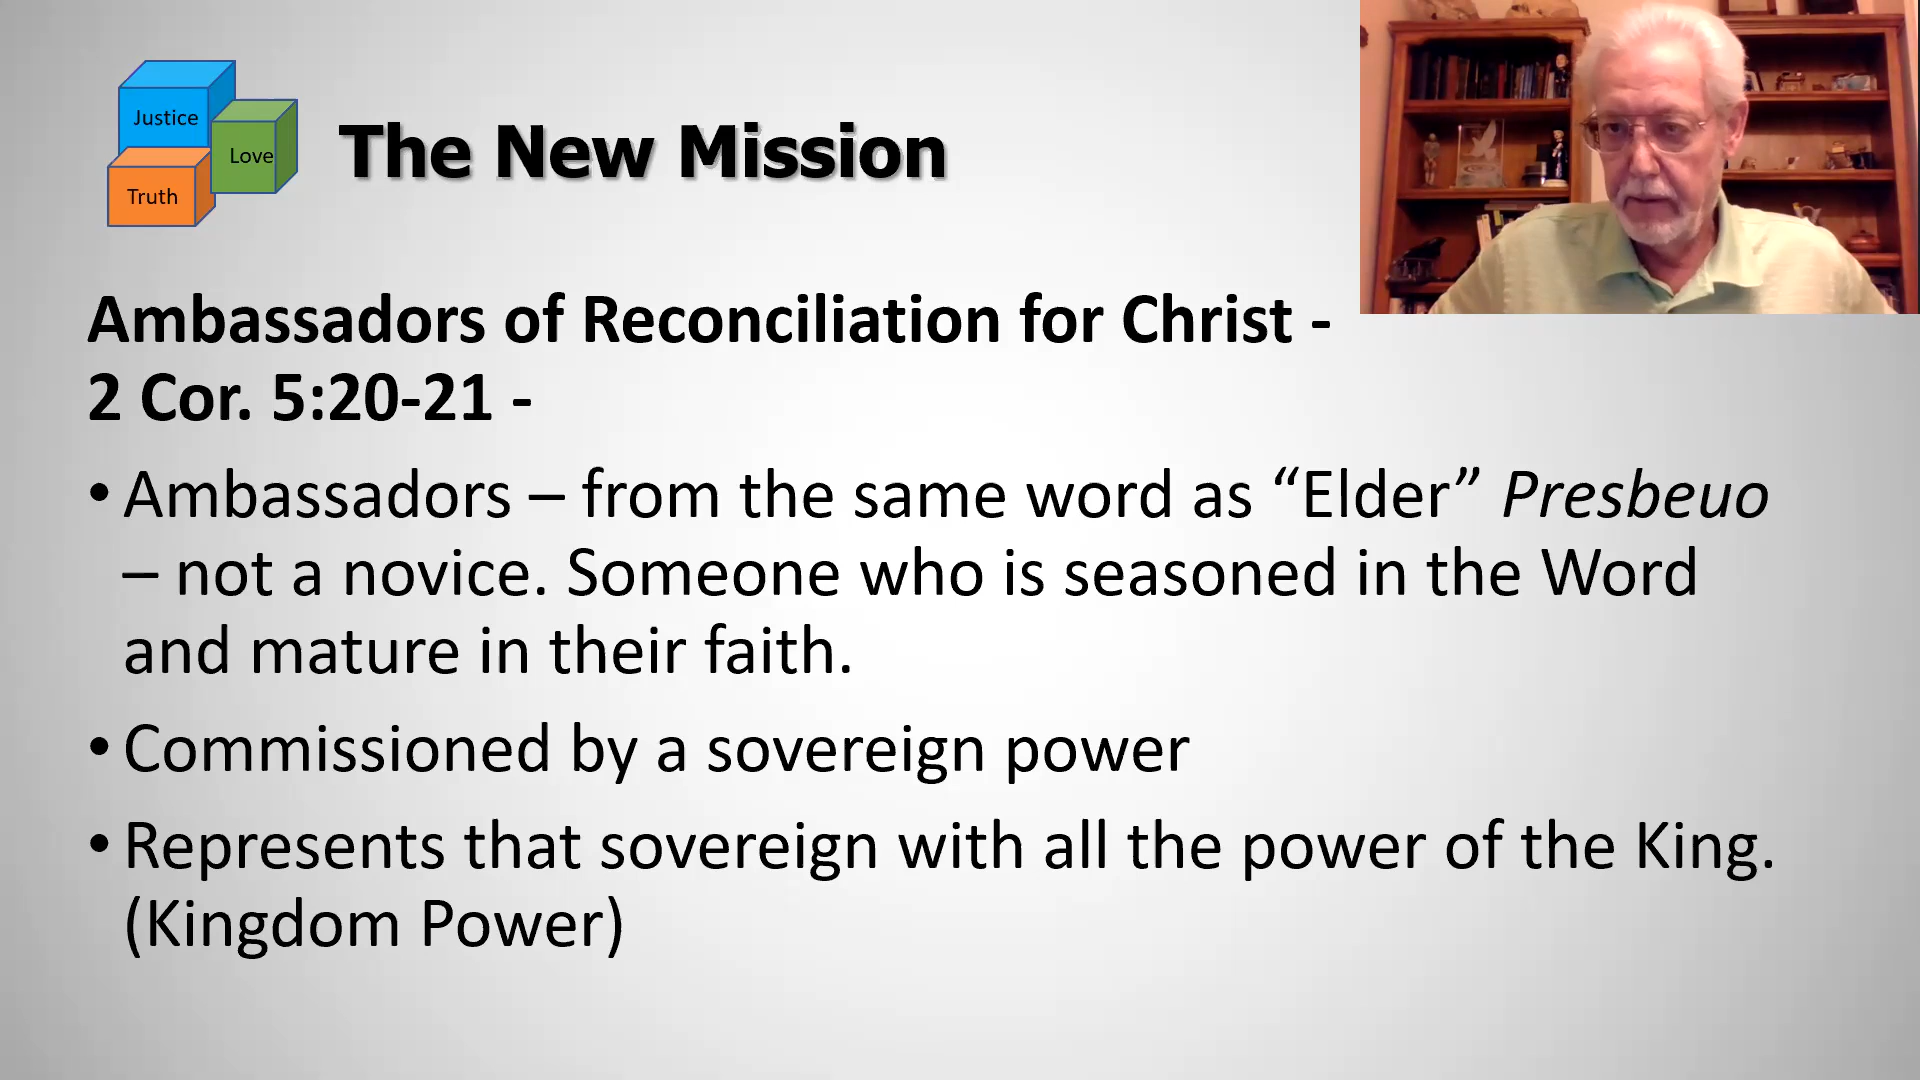 Justice
Love
Truth
The New Mission
Ambassadors of Reconciliation for Christ -
2 Cor. 5:20-21 -
• Ambassadors – from the same word as “Elder” Presbeuo
– not a novice. Someone who is seasoned in the Word
and mature in their faith.
• Commissioned by a sovereign power
• Represents that sovereign with all the power of the King.
(Kingdom Power)